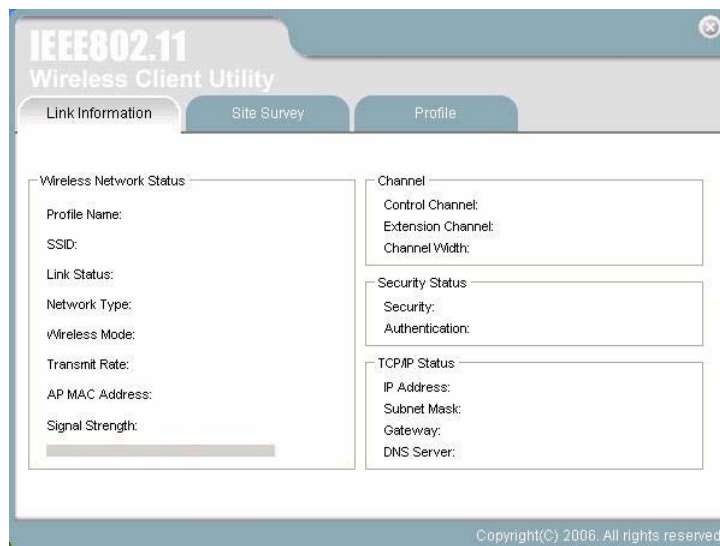 IEEE802.11
Wireless Client Utility
Link Information
Site Survey
Profile
Wireless Network Status
Profile Name:
SSID:
Link Status:
Network Type:
Wireless Mode:
Transmit Rate:
AP MAC Address:
Signal Strength:
Channel
Control Channel:
Extension Channel:
Channel Width:
Security Status
Security:
Authentication:
TCP/IP Status
IP Address:
Subnet Mask:
Gateway:
DNS Server:
Copyright(C) 2006. All rights reserved